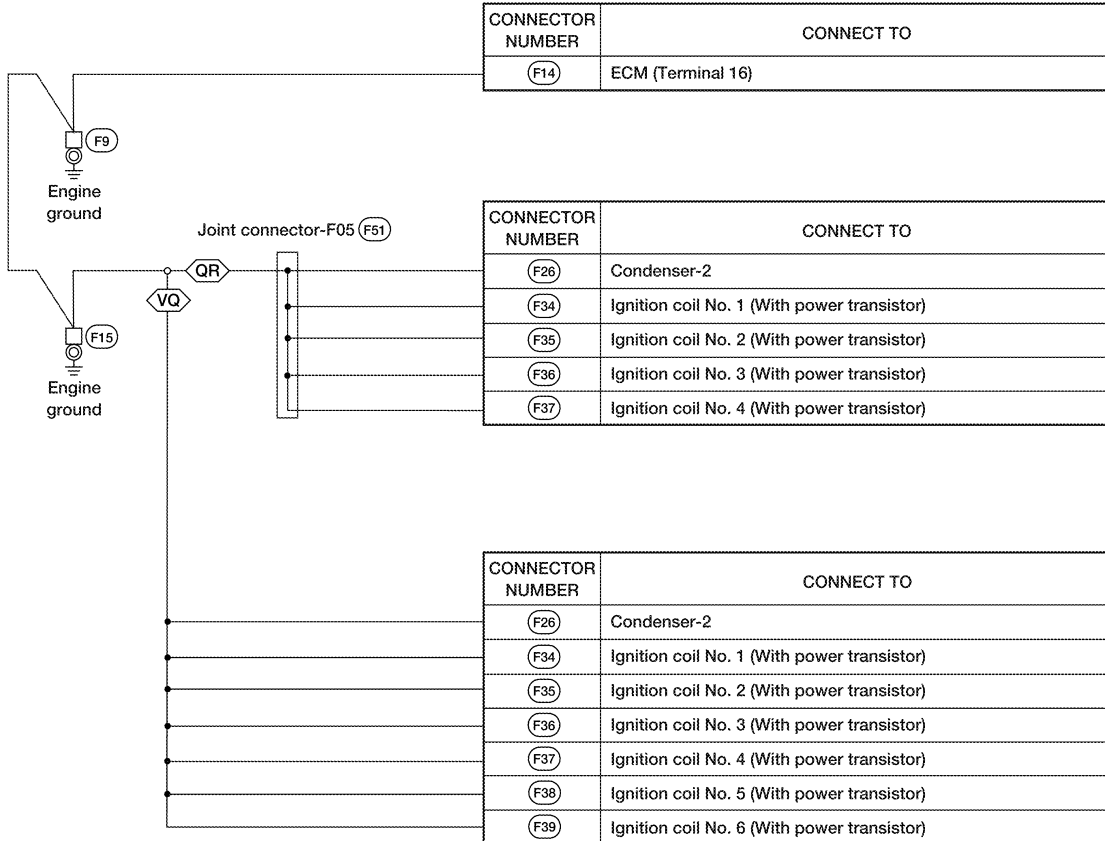 CONNECTOR NUMBER CONNECT TO
F14 ECM (Terminal 16)
F9
Engine ground
Joint connector-F05 F51
CONNECTOR NUMBER CONNECT TO
QR
F26 Condenser-2
VQ
F34 Ignition coil No. 1 (With power transistor)
F15
F35 Ignition coil No. 2 (With power transistor)
F36 Ignition coil No. 3 (With power transistor)
Engine ground
F37 Ignition coil No. 4 (With power transistor)
CONNECTOR NUMBER CONNECT TO
F26 Condenser-2
F34 Ignition coil No. 1 (With power transistor)
F35 Ignition coil No. 2 (With power transistor)
F36 Ignition coil No. 3 (With power transistor)
F37 Ignition coil No. 4 (With power transistor)
F38 Ignition coil No. 5 (With power transistor)
F39 Ignition coil No. 6 (With power transistor)